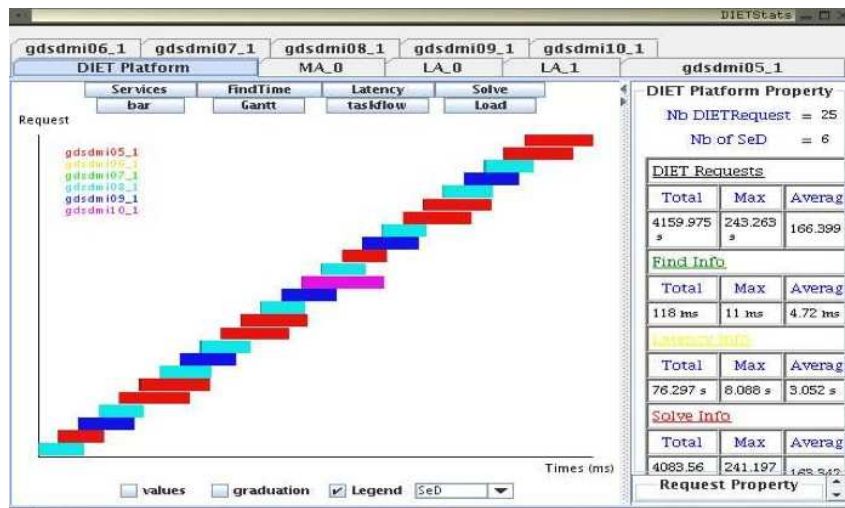 DIETStats
gdsdmi06_1 gdsdmi07_1 gdsdmi08_1 gdsdmi09_1 gdsdmi10_1
DIET Platform MA_0 LA_0 LA_1 gdsdmi05_1
Services FindTime Latency Solve
bar Gantt taskflow Load
Request
gdsdmi05_1
gdsdmi06_1
gdsdmi07_1
gdsdmi08_1
gdsdmi09_1
gdsdmi10_1
Times (ms)
values graduation Legend SeD
DIET Platform Property
Nb DIETRequest = 25
Nb of SeD = 6
DIET Requests
Total Max Averag
4159.975 s 243.263 s 166.399
Find Info
Total Max Averag
118 ms 11 ms 4.72 ms
Latency Info
Total Max Averag
76.297 s 8.088 s 3.052 s
Solve Info
Total Max Averag
4083.56 241.197
Request Property